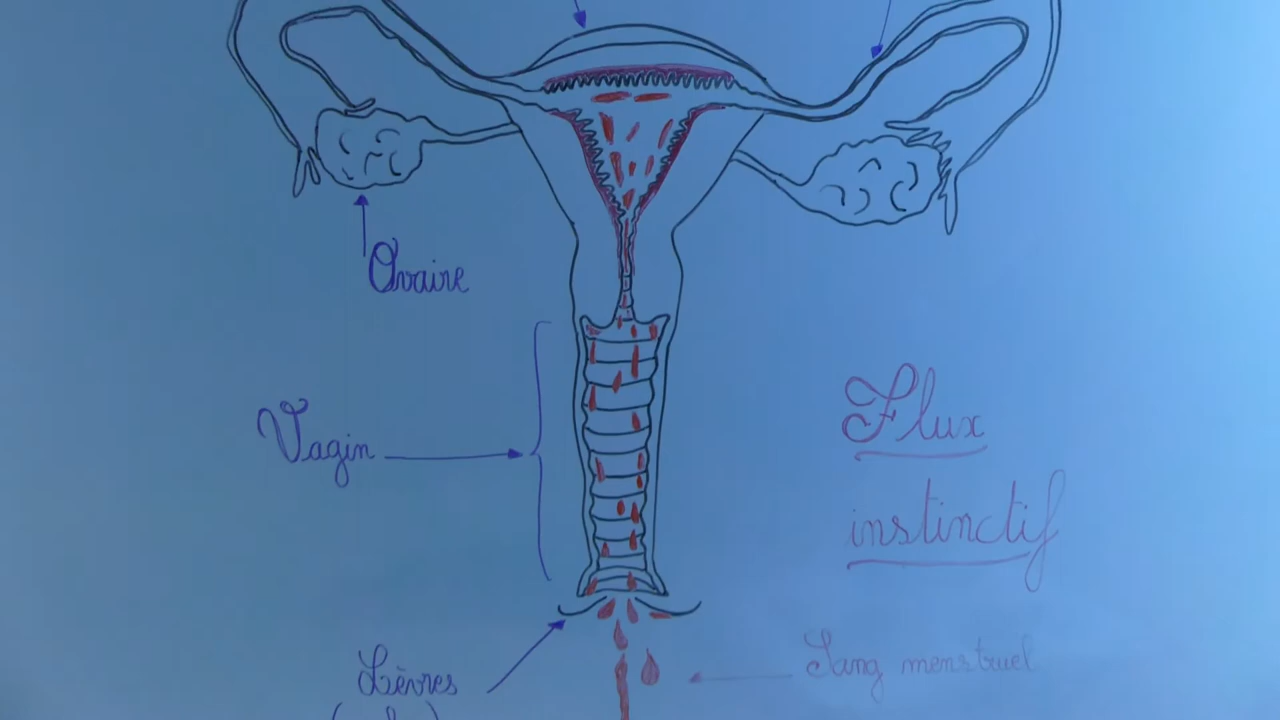 Ovaire
Vagin
Flux
instinctif
Lèvres
Sang menstruel